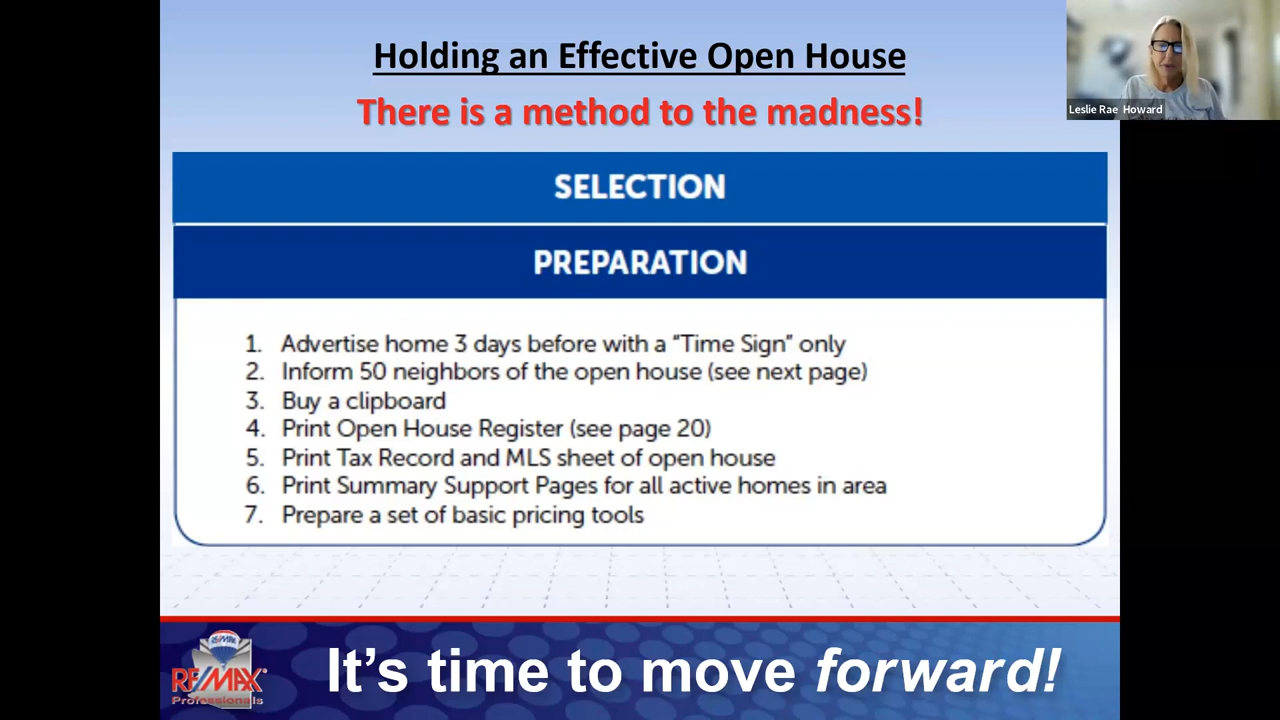 Holding an Effective Open House
There is a method to the madness!
Leslie Rae Howard
SELECTION
PREPARATION
1. Advertise home 3 days before with a “Time Sign” only
2. Inform 50 neighbors of the open house (see next page)
3. Buy a clipboard
4. Print Open House Register (see page 20)
5. Print Tax Record and MLS sheet of open house
6. Print Summary Support Pages for all active homes in area
7. Prepare a set of basic pricing tools
RE/MAX
RE/MAX®
Professionals
It’s time to move forward!